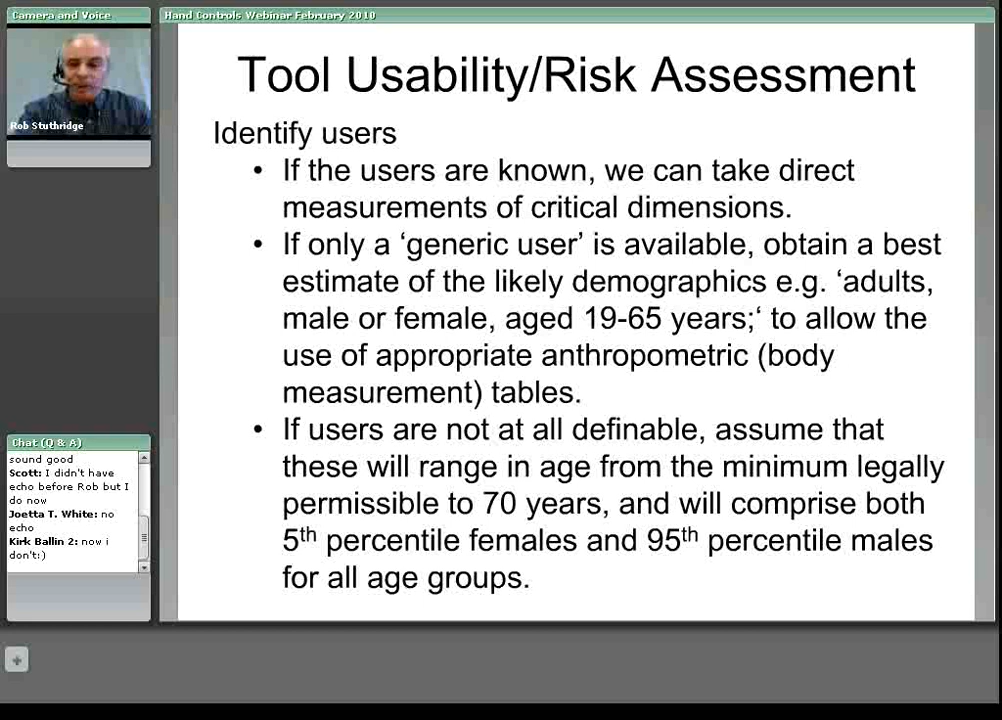 Camera and Voice
Hand Controls Webinar February 2010
Rob Stuthridge
Tool Usability/Risk Assessment
Identify users
• If the users are known, we can take direct
measurements of critical dimensions.
• If only a ‘generic user’ is available, obtain a best
estimate of the likely demographics e.g. ‘adults,
male or female, aged 19-65 years;‘ to allow the
use of appropriate anthropometric (body
measurement) tables.
• If users are not at all definable, assume that
these will range in age from the minimum legally
permissible to 70 years, and will comprise both
5th percentile females and 95th percentile males
for all age groups.
Chat (Q & A)
sound good
Scott: I didn't have
echo before Rob but I
do now
Joetta T. White: no
echo
Kirk Ballin 2: now i
don't:)